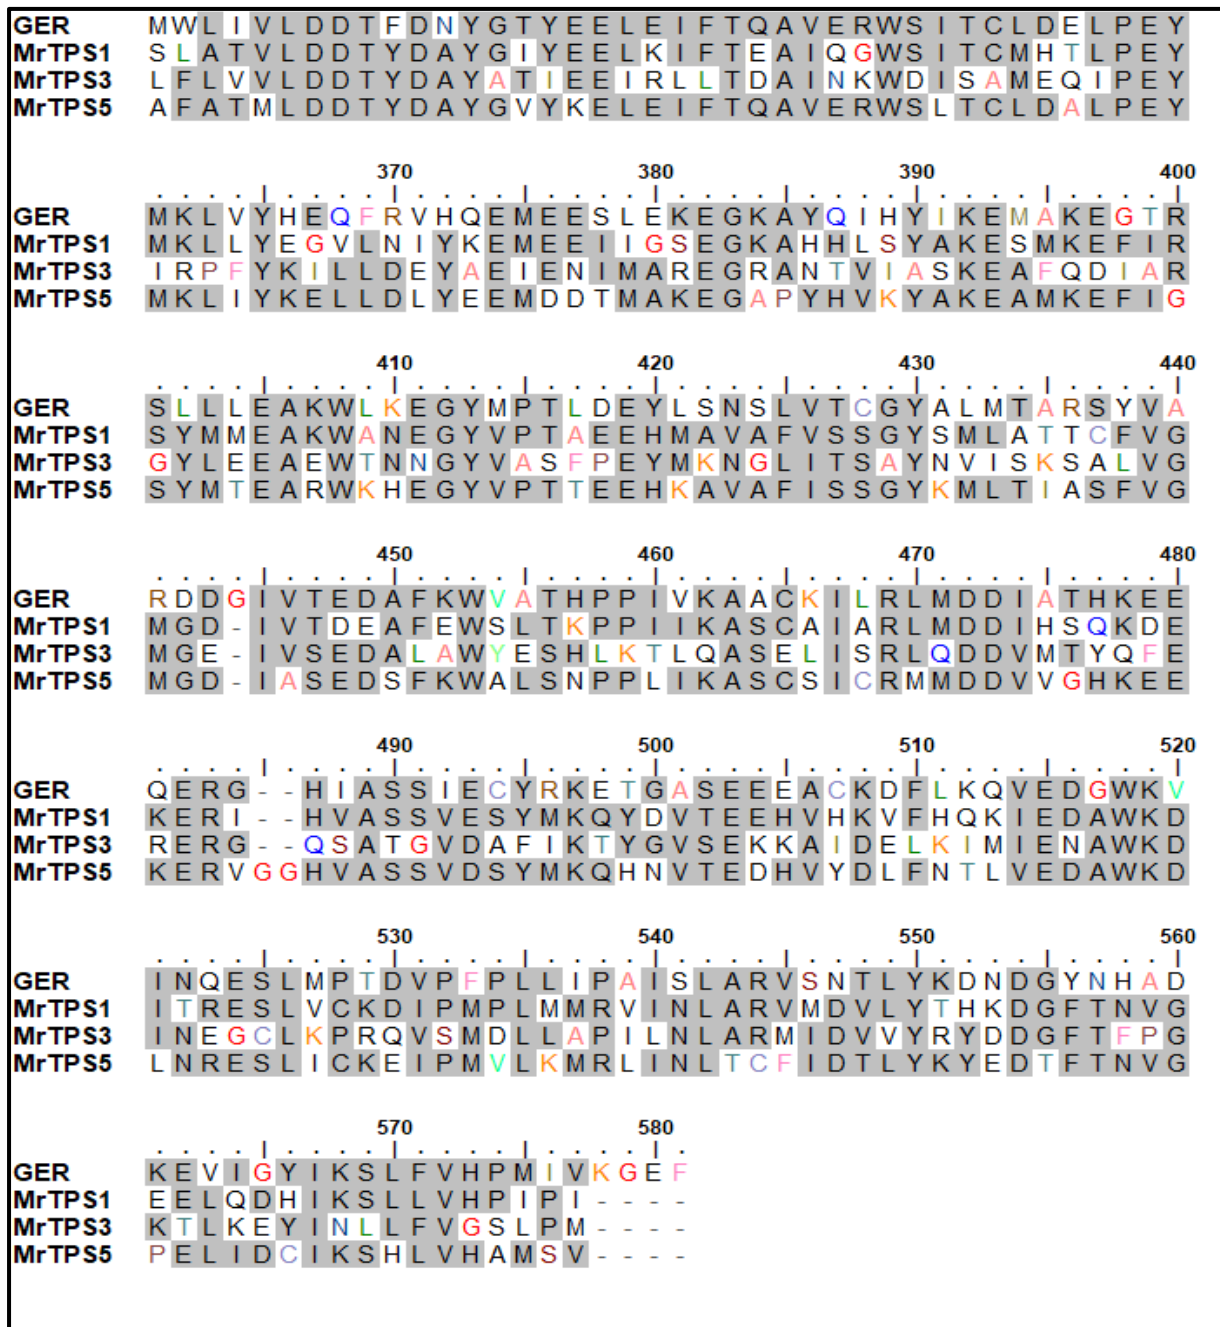 GER MWLIVLDDTFDNYGTYEELEIFTQAVERWSITCLDELPEY
MrTPS1 SLATVLDDTYDAYGIYEELKIFTEAIQGWSITCMHTLPEY
MrTPS3 LFLVVLDDTYDAYATIEEIRLLTDAINKWDISAMEQIPEY
MrTPS5 AFATMLDDTYDAYGVYKELEIFTQAVERWSLTCLDALPEY
370 380 390 400
. . . . | . . . . | . . . . | . . . . | . . . . | . . . . | . . . . | . . . . |
GER MKLVYHEQFRVHQEMEESLEKEGKAYQIHYIKEMAKEGTR
MrTPS1 MKLLYEGVLNIYKEMEEIIGSEGKAHHLSYAKESMKEFIR
MrTPS3 IRPFYKILLDEYAEIENIMAREGRANTVIASKEAFQDIAR
MrTPS5 MKLIYKELLDLYEEMDDTMAKEGAPYHVKYAKEAMKEFIG
410 420 430 440
. . . . | . . . . | . . . . | . . . . | . . . . | . . . . | . . . . | . . . . |
GER SLLLEAKWLKEGYMPTLDEYLSNSLVTCGYALMTARSYVA
MrTPS1 SYMMEAKWANEGYVPTAEEHMAVAFVSSGYSMLATTCFVG
MrTPS3 GYLEEAEWTNNGYVASFPEYMKNGLITSAYNVISKSALVG
MrTPS5 SYMTEARWKHEGYVPTTEEHKAVAFISSGYKMLTIASFVG
450 460 470 480
. . . . | . . . . | . . . . | . . . . | . . . . | . . . . | . . . . | . . . . |
GER RDDGIVTEDAFKWVATHPPIVKAACKILRLMDDIATHKEE
MrTPS1 MGD-IVTDEAFEWSLTKPPIIKASCAIARLMDDIHSQKDE
MrTPS3 MGE-IVSEDALAWYESHLKTLQASELISRLQDDVMTYQFE
MrTPS5 MGD-IASEDSFKWALSNPPLIKASCSICRMMDDVVGHKEE
490 500 510 520
. . . . | . . . . | . . . . | . . . . | . . . . | . . . . | . . . . | . . . . |
GER QERG--HIASSIECYRKETGASEEEACKDFLKQVEDGWKV
MrTPS1 KERI--HVASSVESYMKQYDVTEEHVHKVFHQKIEDAWKD
MrTPS3 RERG--QSATGVDAFIKTYGVSEKKAIDELKIMIENAWKD
MrTPS5 KERVGGHVASSVDSYMKQHNVTEDHVYDLFNTLVEDAWKD
530 540 550 560
. . . . | . . . . | . . . . | . . . . | . . . . | . . . . | . . . . | . . . . |
GER INQESLMPTDVPFPLLIPAISLARVSNTLYKDNDGYNHAD
MrTPS1 ITRESLVCKDIPMPLMMRVINLARVMDVLYTHKDGFTNVG
MrTPS3 INEGCLKPRQVSMDLLAPILNLARMIDVVYRYDDGFTFPG
MrTPS5 LNRESLICKEIPMVLKMRLINLTCFIDTLYKYEDTFTNVG
570 580
. . . . | . . . . | . . . . | . . . . | .
GER KEVIGYIKSLFVHPMIVKGEF
MrTPS1 EELQDHIKSLLVHPIPI----
MrTPS3 KTLKEYINLLFVGSLPM----
MrTPS5 PELIDCIKSHLVHAMSV----